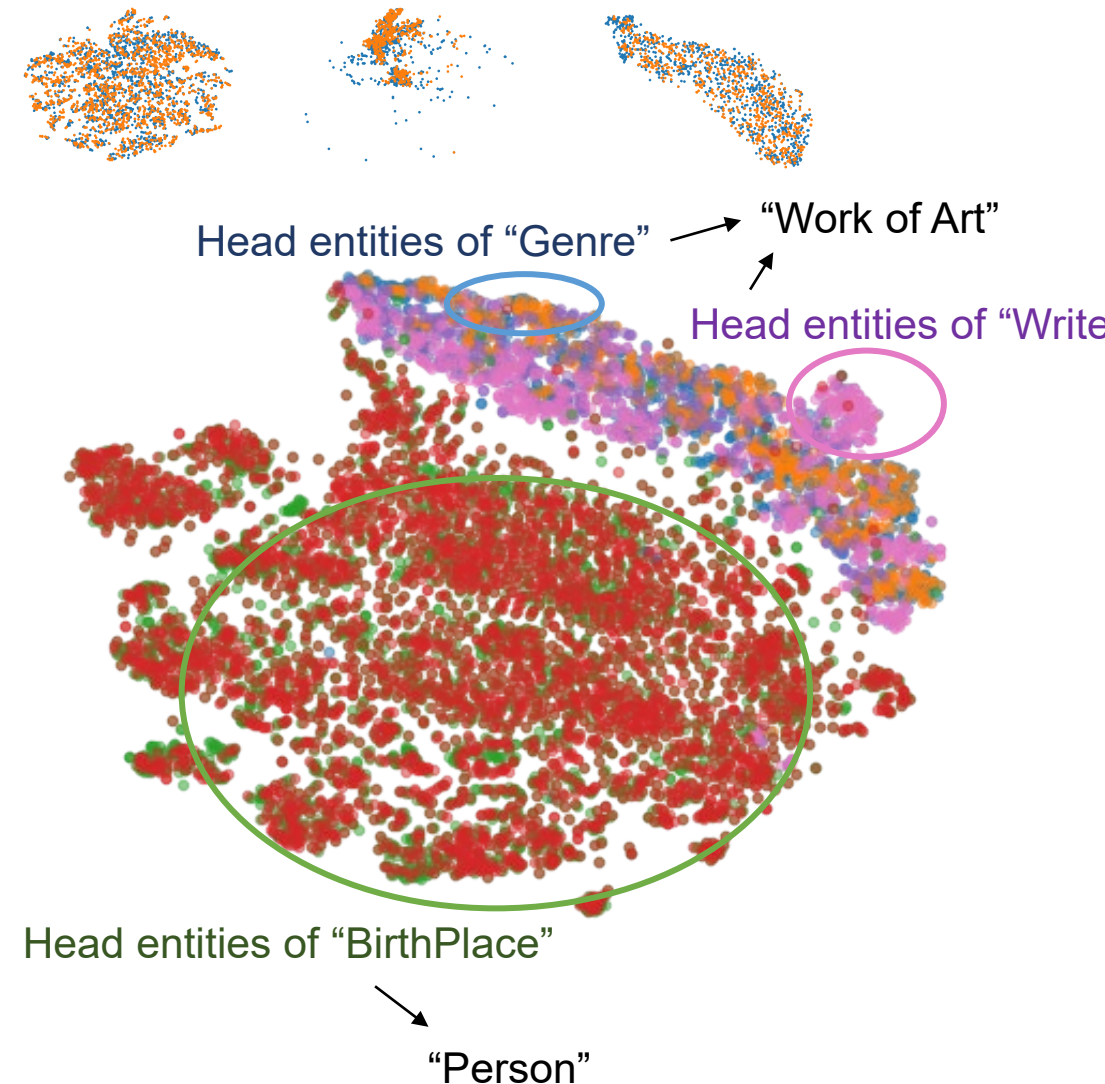 “Work of Art”
Head entities of “Genre”
Head entities of “Write
Head entities of “BirthPlace”
“Person”